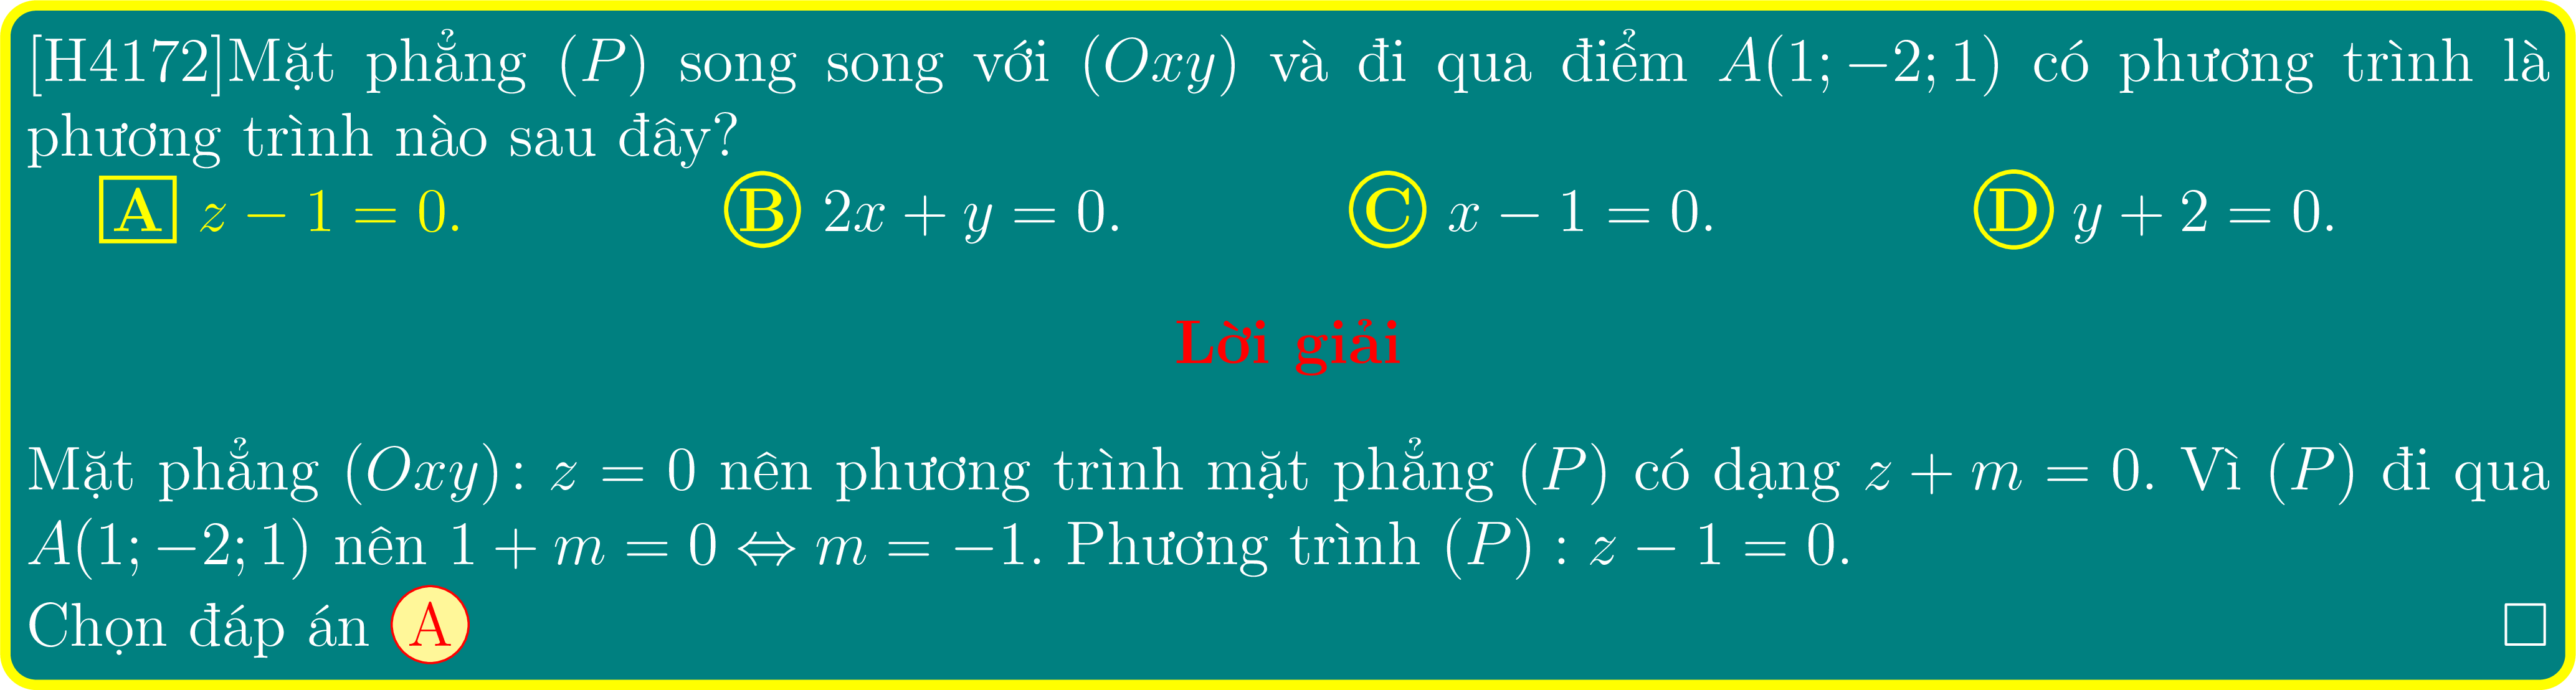 [H4172]Mặt phẳng (P) song song với (Oxy) và đi qua điểm A(1; −2; 1) có phương trình là
phương trình nào sau đây?
A z − 1 = 0. B 2x + y = 0. C x − 1 = 0. D y + 2 = 0.
Lời giải
Mặt phẳng (Oxy): z = 0 nên phương trình mặt phẳng (P) có dạng z + m = 0. Vì (P) đi qua
A(1; −2; 1) nên 1 + m = 0 ⇔ m = −1. Phương trình (P) : z − 1 = 0.
Chọn đáp án A □